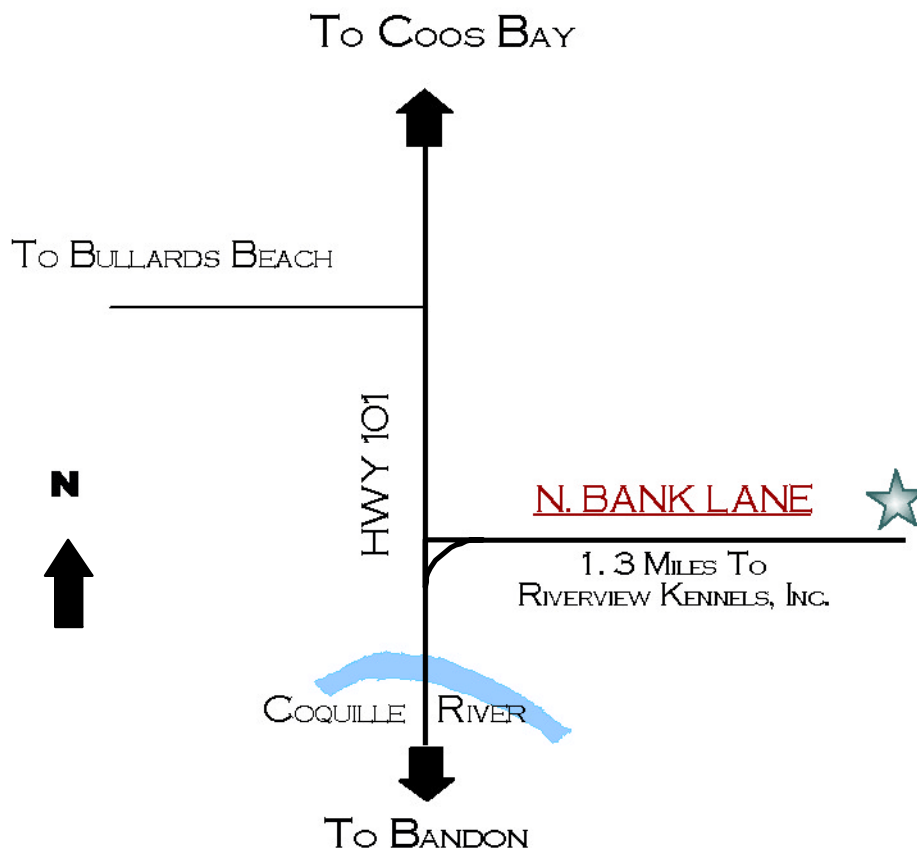 To Coos Bay
To Bullards Beach
HWY 101
N
N. BANK LANE
1.3 Miles To
Riverview Kennels, Inc.
Coquille River
To Bandon